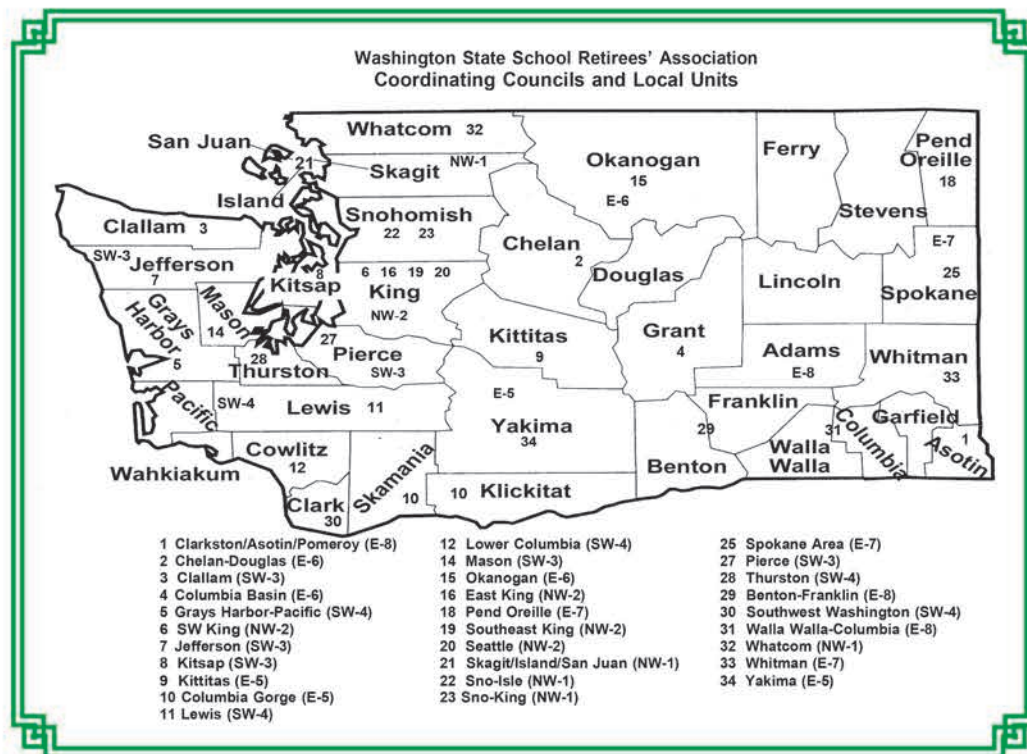 Washington State School Retirees' Association
Coordinating Councils and Local Units
Whatcom 32
San Juan
21
Skagit NW-1
Island
Okanogan
15
E-6
Ferry
Pend
Oreille
18
Stevens
Clallam 3
Snohomish
22 23
Chelan
2
Douglas
E-7
25
Spokane
SW-3
Jefferson
7
8
Kitsap
6 16 19 20
King
NW-2
Lincoln
Grays
Harbor
5
Mason
14
27
Pierce
SW-3
28
Thurston
Kittitas
9
Grant
4
Adams
E-8
Whitman
33
Pacific
SW-4
Lewis 11
E-5
Yakima
34
Franklin
29
31
Garfield
Columbia
1
Asotin
Wahkiakum
Cowlitz
12
Skamania
10
10 Klickitat
Benton
Walla
Walla
Clark
30
1 Clarkston/Asotin/Pomeroy (E-8)
2 Chelan-Douglas (E-6)
3 Clallam (SW-3)
4 Columbia Basin (E-6)
5 Grays Harbor-Pacific (SW-4)
6 SW King (NW-2)
7 Jefferson (SW-3)
8 Kitsap (SW-3)
9 Kittitas (E-5)
10 Columbia Gorge (E-5)
11 Lewis (SW-4)
12 Lower Columbia (SW-4)
14 Mason (SW-3)
15 Okanogan (E-6)
16 East King (NW-2)
18 Pend Oreille (E-7)
19 Southeast King (NW-2)
20 Seattle (NW-2)
21 Skagit/Island/San Juan (NW-1)
22 Sno-Isle (NW-1)
23 Sno-King (NW-1)
25 Spokane Area (E-7)
27 Pierce (SW-3)
28 Thurston (SW-4)
29 Benton-Franklin (E-8)
30 Southwest Washington (SW-4)
31 Walla Walla-Columbia (E-8)
32 Whatcom (NW-1)
33 Whitman (E-7)
34 Yakima (E-5)